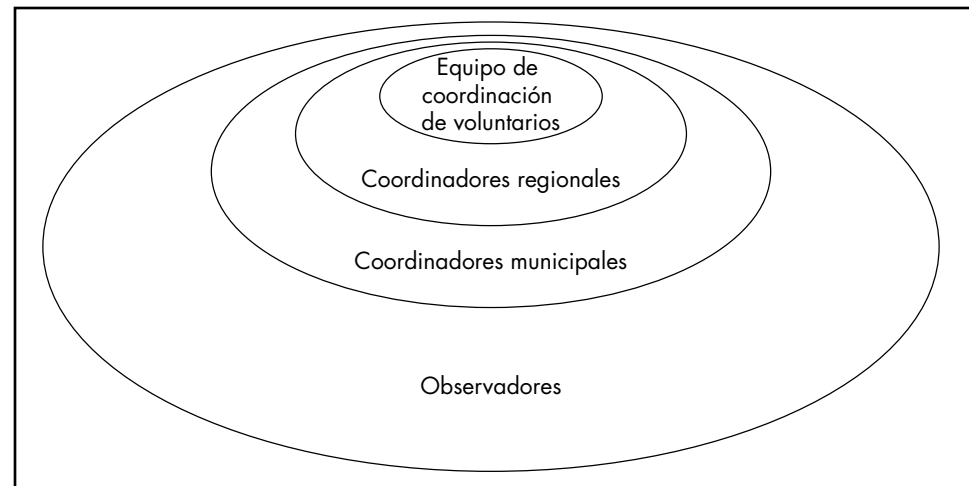 Equipo de
coordinación
de voluntarios
Coordinadores regionales
Coordinadores municipales
Observadores